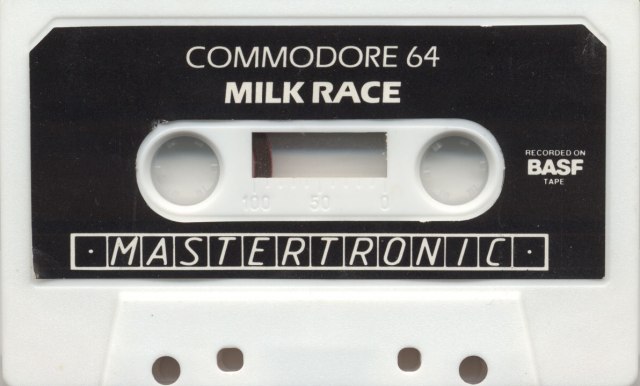 COMMODORE 64
MILK RACE
RECORDED ON
BASF
TAPE
100 50 0
· MASTERTRONIC ·